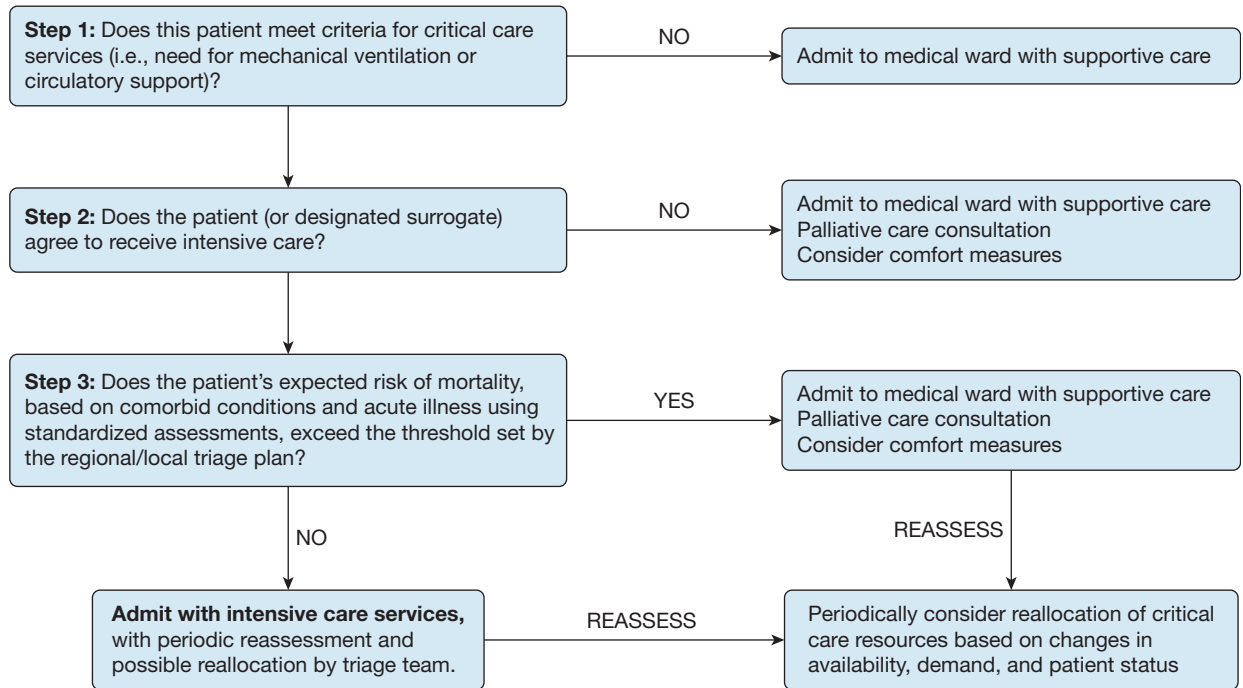 Step 1: Does this patient meet criteria for critical care
services (i.e., need for mechanical ventilation or
circulatory support)?
NO
Admit to medical ward with supportive care
Step 2: Does the patient (or designated surrogate)
agree to receive intensive care?
NO
Admit to medical ward with supportive care
Palliative care consultation
Consider comfort measures
Step 3: Does the patient’s expected risk of mortality,
based on comorbid conditions and acute illness using
standardized assessments, exceed the threshold set by
the regional/local triage plan?
YES
Admit to medical ward with supportive care
Palliative care consultation
Consider comfort measures
NO
REASSESS
Admit with intensive care services,
with periodic reassessment and
possible reallocation by triage team.
REASSESS
Periodically consider reallocation of critical
care resources based on changes in
availability, demand, and patient status